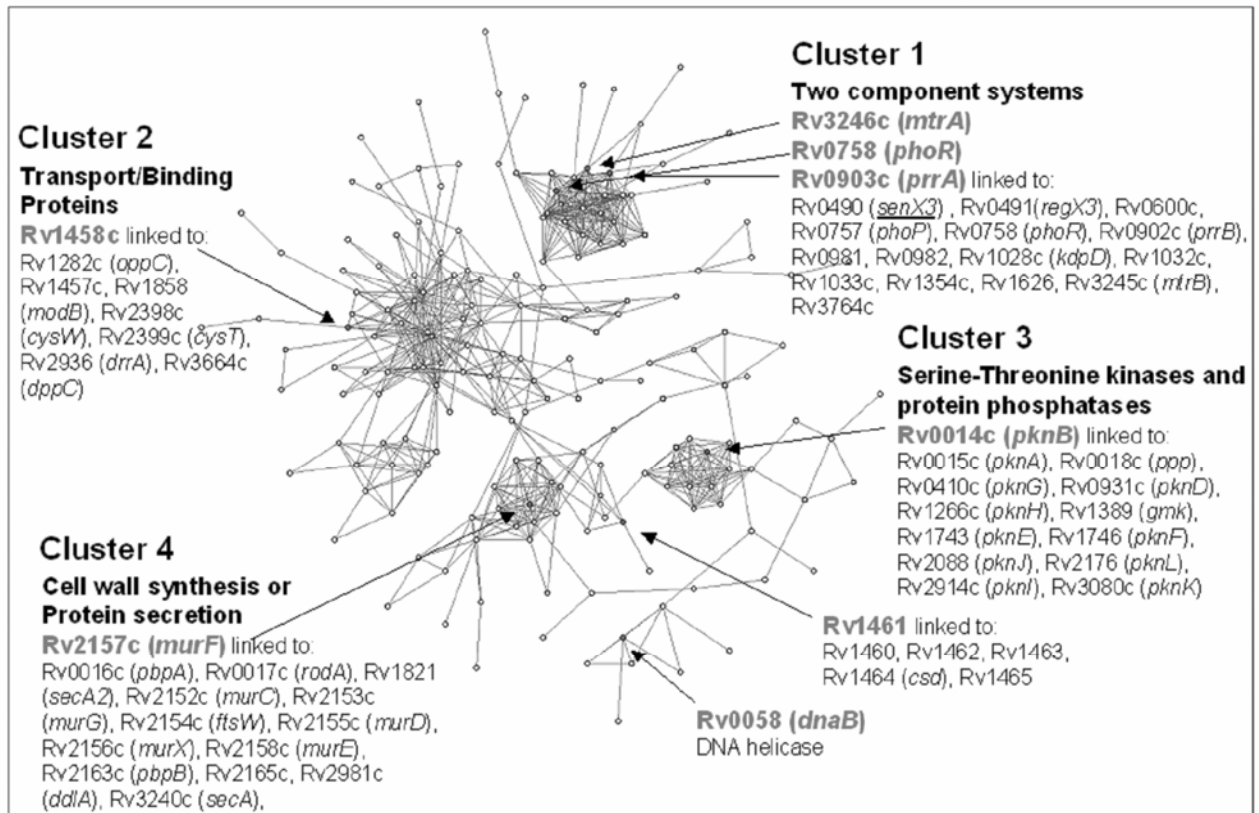 Cluster 1
Two component systems
Rv3246c (mtrA)
Rv0758 (phoR)
Rv0903c (prrA) linked to:
Rv0490 (senX3) , Rv0491(regX3), Rv0600c,
Rv0757 (phoP), Rv0758 (phoR), Rv0902c (prrB),
Rv0981, Rv0982, Rv1028c (kdpD), Rv1032c,
Rv1033c, Rv1354c, Rv1626, Rv3245c (mtrB),
Rv3764c
Cluster 2
Transport/Binding
Proteins
Rv1458c linked to:
Rv1282c (oppC),
Rv1457c, Rv1858
(modB), Rv2398c
(cysW), Rv2399c (cysT),
Rv2936 (drrA), Rv3664c
(dppC)
Cluster 3
Serine-Threonine kinases and
protein phosphatases
Rv0014c (pknB) linked to:
Rv0015c (pknA), Rv0018c (ppp),
Rv0410c (pknG), Rv0931c (pknD),
Rv1266c (pknH), Rv1389 (gmk),
Rv1743 (pknE), Rv1746 (pknF),
Rv2088 (pknJ), Rv2176 (pknL),
Rv2914c (pknI), Rv3080c (pknK)
Cluster 4
Cell wall synthesis or
Protein secretion
Rv2157c (murF) linked to:
Rv0016c (pbpA), Rv0017c (rodA), Rv1821
(secA2), Rv2152c (murC), Rv2153c
(murG), Rv2154c (ftsW), Rv2155c (murD),
Rv2156c (murX), Rv2158c (murE),
Rv2163c (pbpB), Rv2165c, Rv2981c
(ddlA), Rv3240c (secA),
Rv1461 linked to:
Rv1460, Rv1462, Rv1463,
Rv1464 (csd), Rv1465
Rv0058 (dnaB)
DNA helicase